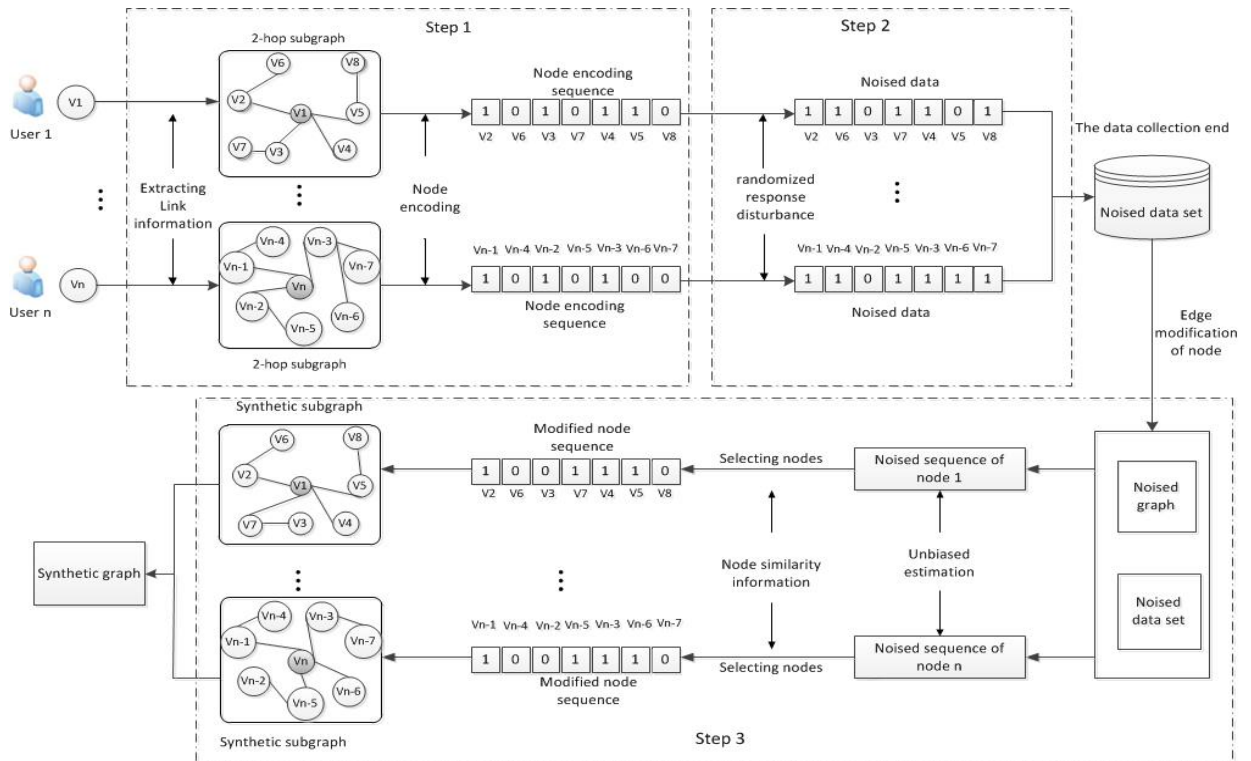 Step 1
Step 2
2-hop subgraph
V6
V8
V2
V1
V5
V7
V3
V4
V1
User 1
Extracting
Link
information
Node
encoding
Node encoding
sequence
1 0 1 0 1 1 0
V2 V6 V3 V7 V4 V5 V8
Noised data
1 1 0 1 1 0 1
V2 V6 V3 V7 V4 V5 V8
randomized
response
disturbance
The data collection end
Noised data set
Vn
User n
Vn-4
Vn-3
Vn-1
Vn-7
Vn
Vn-2
Vn-6
Vn-5
2-hop subgraph
Vn-1 Vn-4 Vn-2 Vn-5 Vn-3 Vn-6 Vn-7
1 0 1 0 1 0 0
Node encoding
sequence
Vn-1 Vn-4 Vn-2 Vn-5 Vn-3 Vn-6 Vn-7
1 1 0 1 1 1 1
Noised data
Edge
modification
of node
Synthetic subgraph
V6
V8
V2
V1
V5
V7
V3
V4
Modified node
sequence
1 0 0 1 1 1 0
V2 V6 V3 V7 V4 V5 V8
Selecting nodes
Noised sequence of
node 1
Noised
graph
Noised
data set
Synthetic graph
Node similarity
information
Unbiased
estimation
Vn-4
Vn-3
Vn-1
Vn-7
Vn
Vn-2
Vn-6
Vn-5
Synthetic subgraph
Vn-1 Vn-4 Vn-2 Vn-5 Vn-3 Vn-6 Vn-7
1 0 0 1 1 1 0
Modified node
sequence
Selecting nodes
Noised sequence of
node n
Step 3